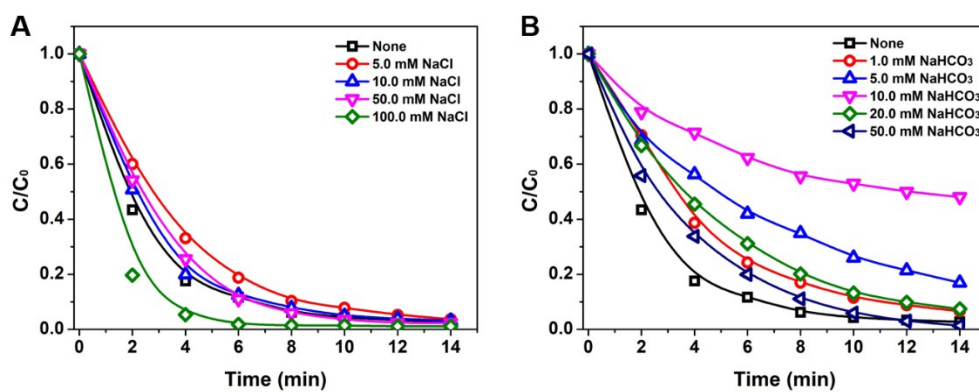 A
C/C₀
1.0
0.8
0.6
0.4
0.2
0.0
0 2 4 6 8 10 12 14
Time (min)
None
5.0 mM NaCl
10.0 mM NaCl
50.0 mM NaCl
100.0 mM NaCl
B
C/C₀
1.0
0.8
0.6
0.4
0.2
0.0
0 2 4 6 8 10 12 14
Time (min)
None
1.0 mM NaHCO₃
5.0 mM NaHCO₃
10.0 mM NaHCO₃
20.0 mM NaHCO₃
50.0 mM NaHCO₃